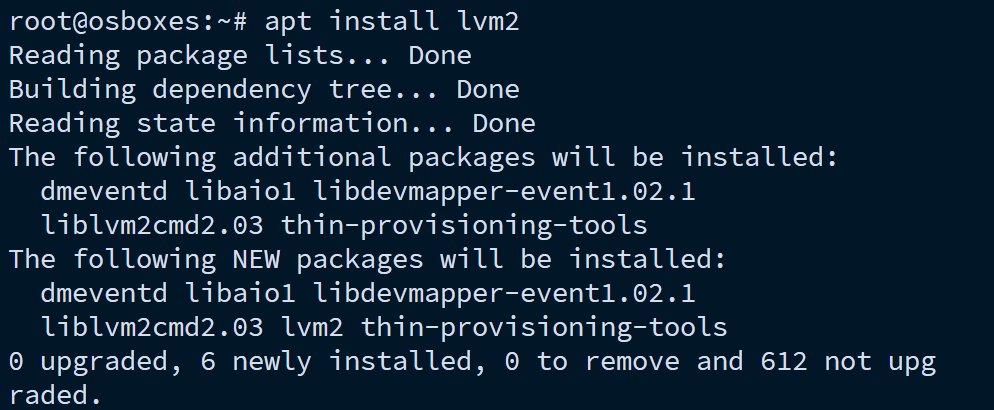 root@osboxes:~# apt install lvm2
Reading package lists... Done
Building dependency tree... Done
Reading state information... Done
The following additional packages will be installed:
  dmeventd libaio1 libdevmapper-event1.02.1
  liblvm2cmd2.03 thin-provisioning-tools
The following NEW packages will be installed:
  dmeventd libaio1 libdevmapper-event1.02.1
  liblvm2cmd2.03 lvm2 thin-provisioning-tools
0 upgraded, 6 newly installed, 0 to remove and 612 not upg
raded.